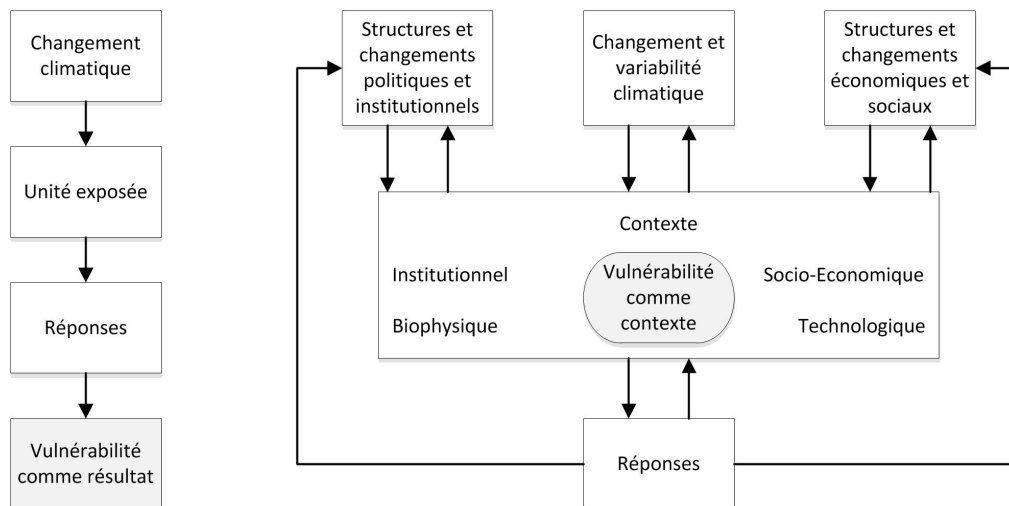 Changement
climatique
Unité exposée
Réponses
Vulnérabilité
comme résultat
Structures et
changements
politiques et
institutionnels
Changement et
variabilité
climatique
Structures et
changements
économiques et
sociaux
Contexte
Institutionnel
Biophysique
Vulnérabilité
comme
contexte
Socio-Economique
Technologique
Réponses